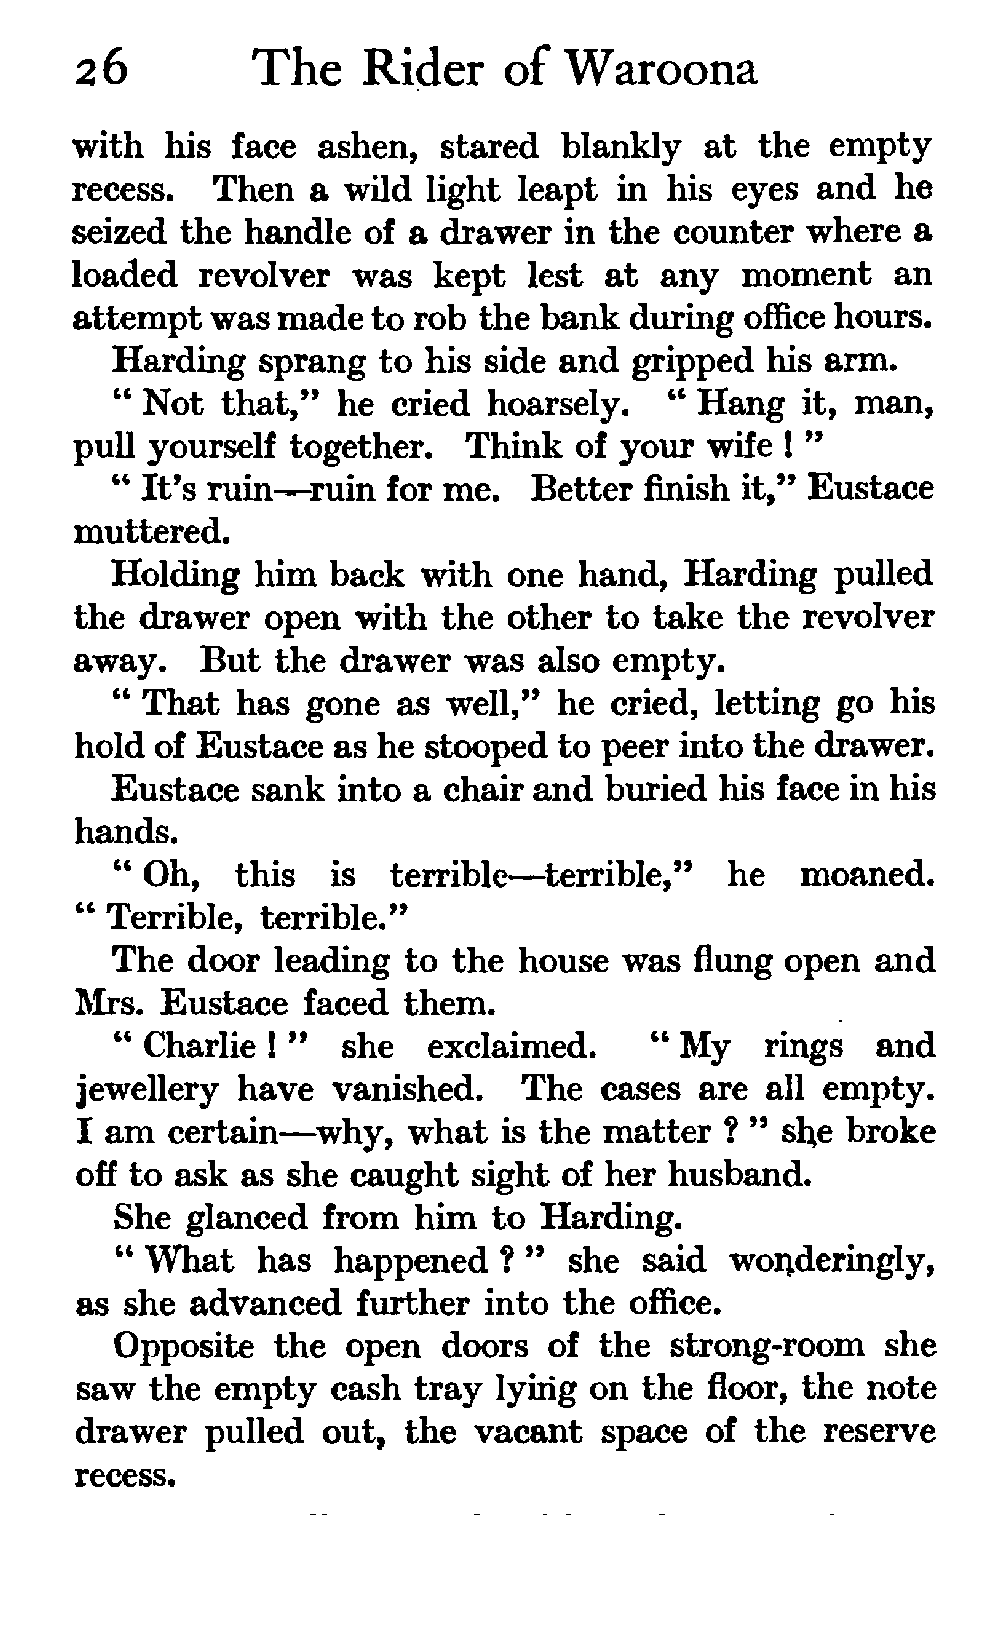 26 The Rider of Waroona
with his face ashen, stared blankly at the empty
recess. Then a wild light leapt in his eyes and he
seized the handle of a drawer in the counter where a
loaded revolver was kept lest at any moment an
attempt was made to rob the bank during office hours.
Harding sprang to his side and gripped his arm.
“ Not that,” he cried hoarsely. “ Hang it, man,
pull yourself together. Think of your wife ! ”
“ It’s ruin—ruin for me. Better finish it,” Eustace
muttered.
Holding him back with one hand, Harding pulled
the drawer open with the other to take the revolver
away. But the drawer was also empty.
“ That has gone as well,” he cried, letting go his
hold of Eustace as he stooped to peer into the drawer.
Eustace sank into a chair and buried his face in his
hands.
“ Oh, this is terrible—terrible,” he moaned.
“ Terrible, terrible.”
The door leading to the house was flung open and
Mrs. Eustace faced them.
“ Charlie ! ” she exclaimed. “ My rings and
jewellery have vanished. The cases are all empty.
I am certain—why, what is the matter ? ” she broke
off to ask as she caught sight of her husband.
She glanced from him to Harding.
“ What has happened ? ” she said wonderingly,
as she advanced further into the office.
Opposite the open doors of the strong-room she
saw the empty cash tray lying on the floor, the note
drawer pulled out, the vacant space of the reserve
recess.